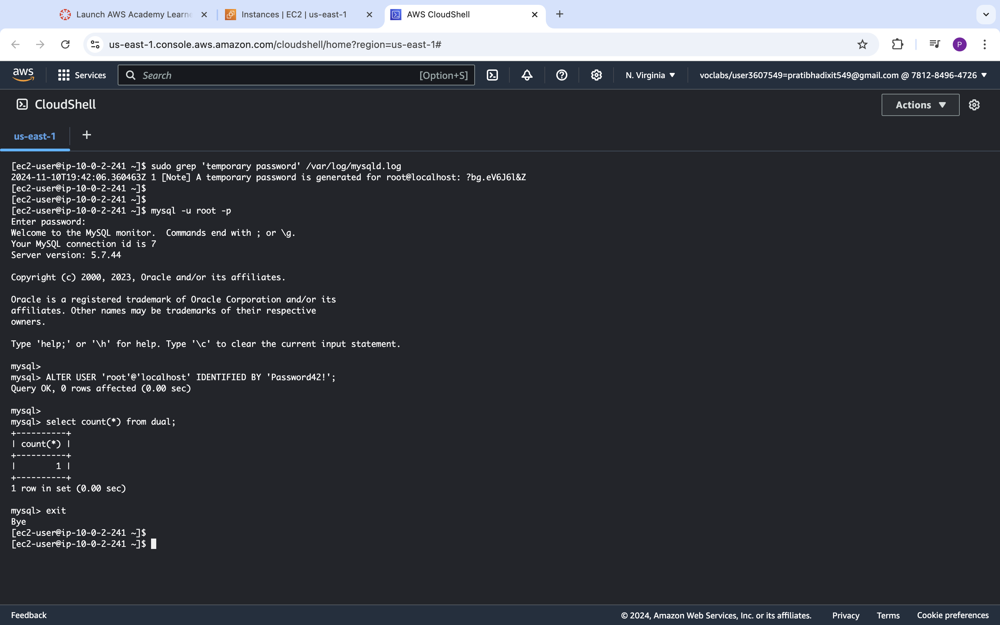 Launch AWS Academy Learne
Instances | EC2 | us-east-1
AWS CloudShell
us-east-1.console.aws.amazon.com/cloudshell/home?region=us-east-1#
P
aws
Services
Search
[Option+S]
N. Virginia
voclabs/user3607549=pratibhadixit549@gmail.com @ 7812-8496-4726
CloudShell
Actions
us-east-1
[ec2-user@ip-10-0-2-241 ~]$ sudo grep 'temporary password' /var/log/mysqld.log
2024-11-10T19:42:06.360463Z 1 [Note] A temporary password is generated for root@localhost: ?bg.eV6J6l&Z
[ec2-user@ip-10-0-2-241 ~]$
[ec2-user@ip-10-0-2-241 ~]$
[ec2-user@ip-10-0-2-241 ~]$ mysql -u root -p
Enter password:
Welcome to the MySQL monitor.  Commands end with ; or \g.
Your MySQL connection id is 7
Server version: 5.7.44
Copyright (c) 2000, 2023, Oracle and/or its affiliates.
Oracle is a registered trademark of Oracle Corporation and/or its
affiliates. Other names may be trademarks of their respective
owners.
Type 'help;' or '\h' for help. Type '\c' to clear the current input statement.
mysql>
mysql> ALTER USER 'root'@'localhost' IDENTIFIED BY 'Password42!';
Query OK, 0 rows affected (0.00 sec)
mysql>
mysql> select count(*) from dual;
+----------+
| count(*) |
+----------+
|        1 |
+----------+
1 row in set (0.00 sec)
mysql> exit
Bye
[ec2-user@ip-10-0-2-241 ~]$
[ec2-user@ip-10-0-2-241 ~]$
Feedback
© 2024, Amazon Web Services, Inc. or its affiliates.
Privacy
Terms
Cookie preferences